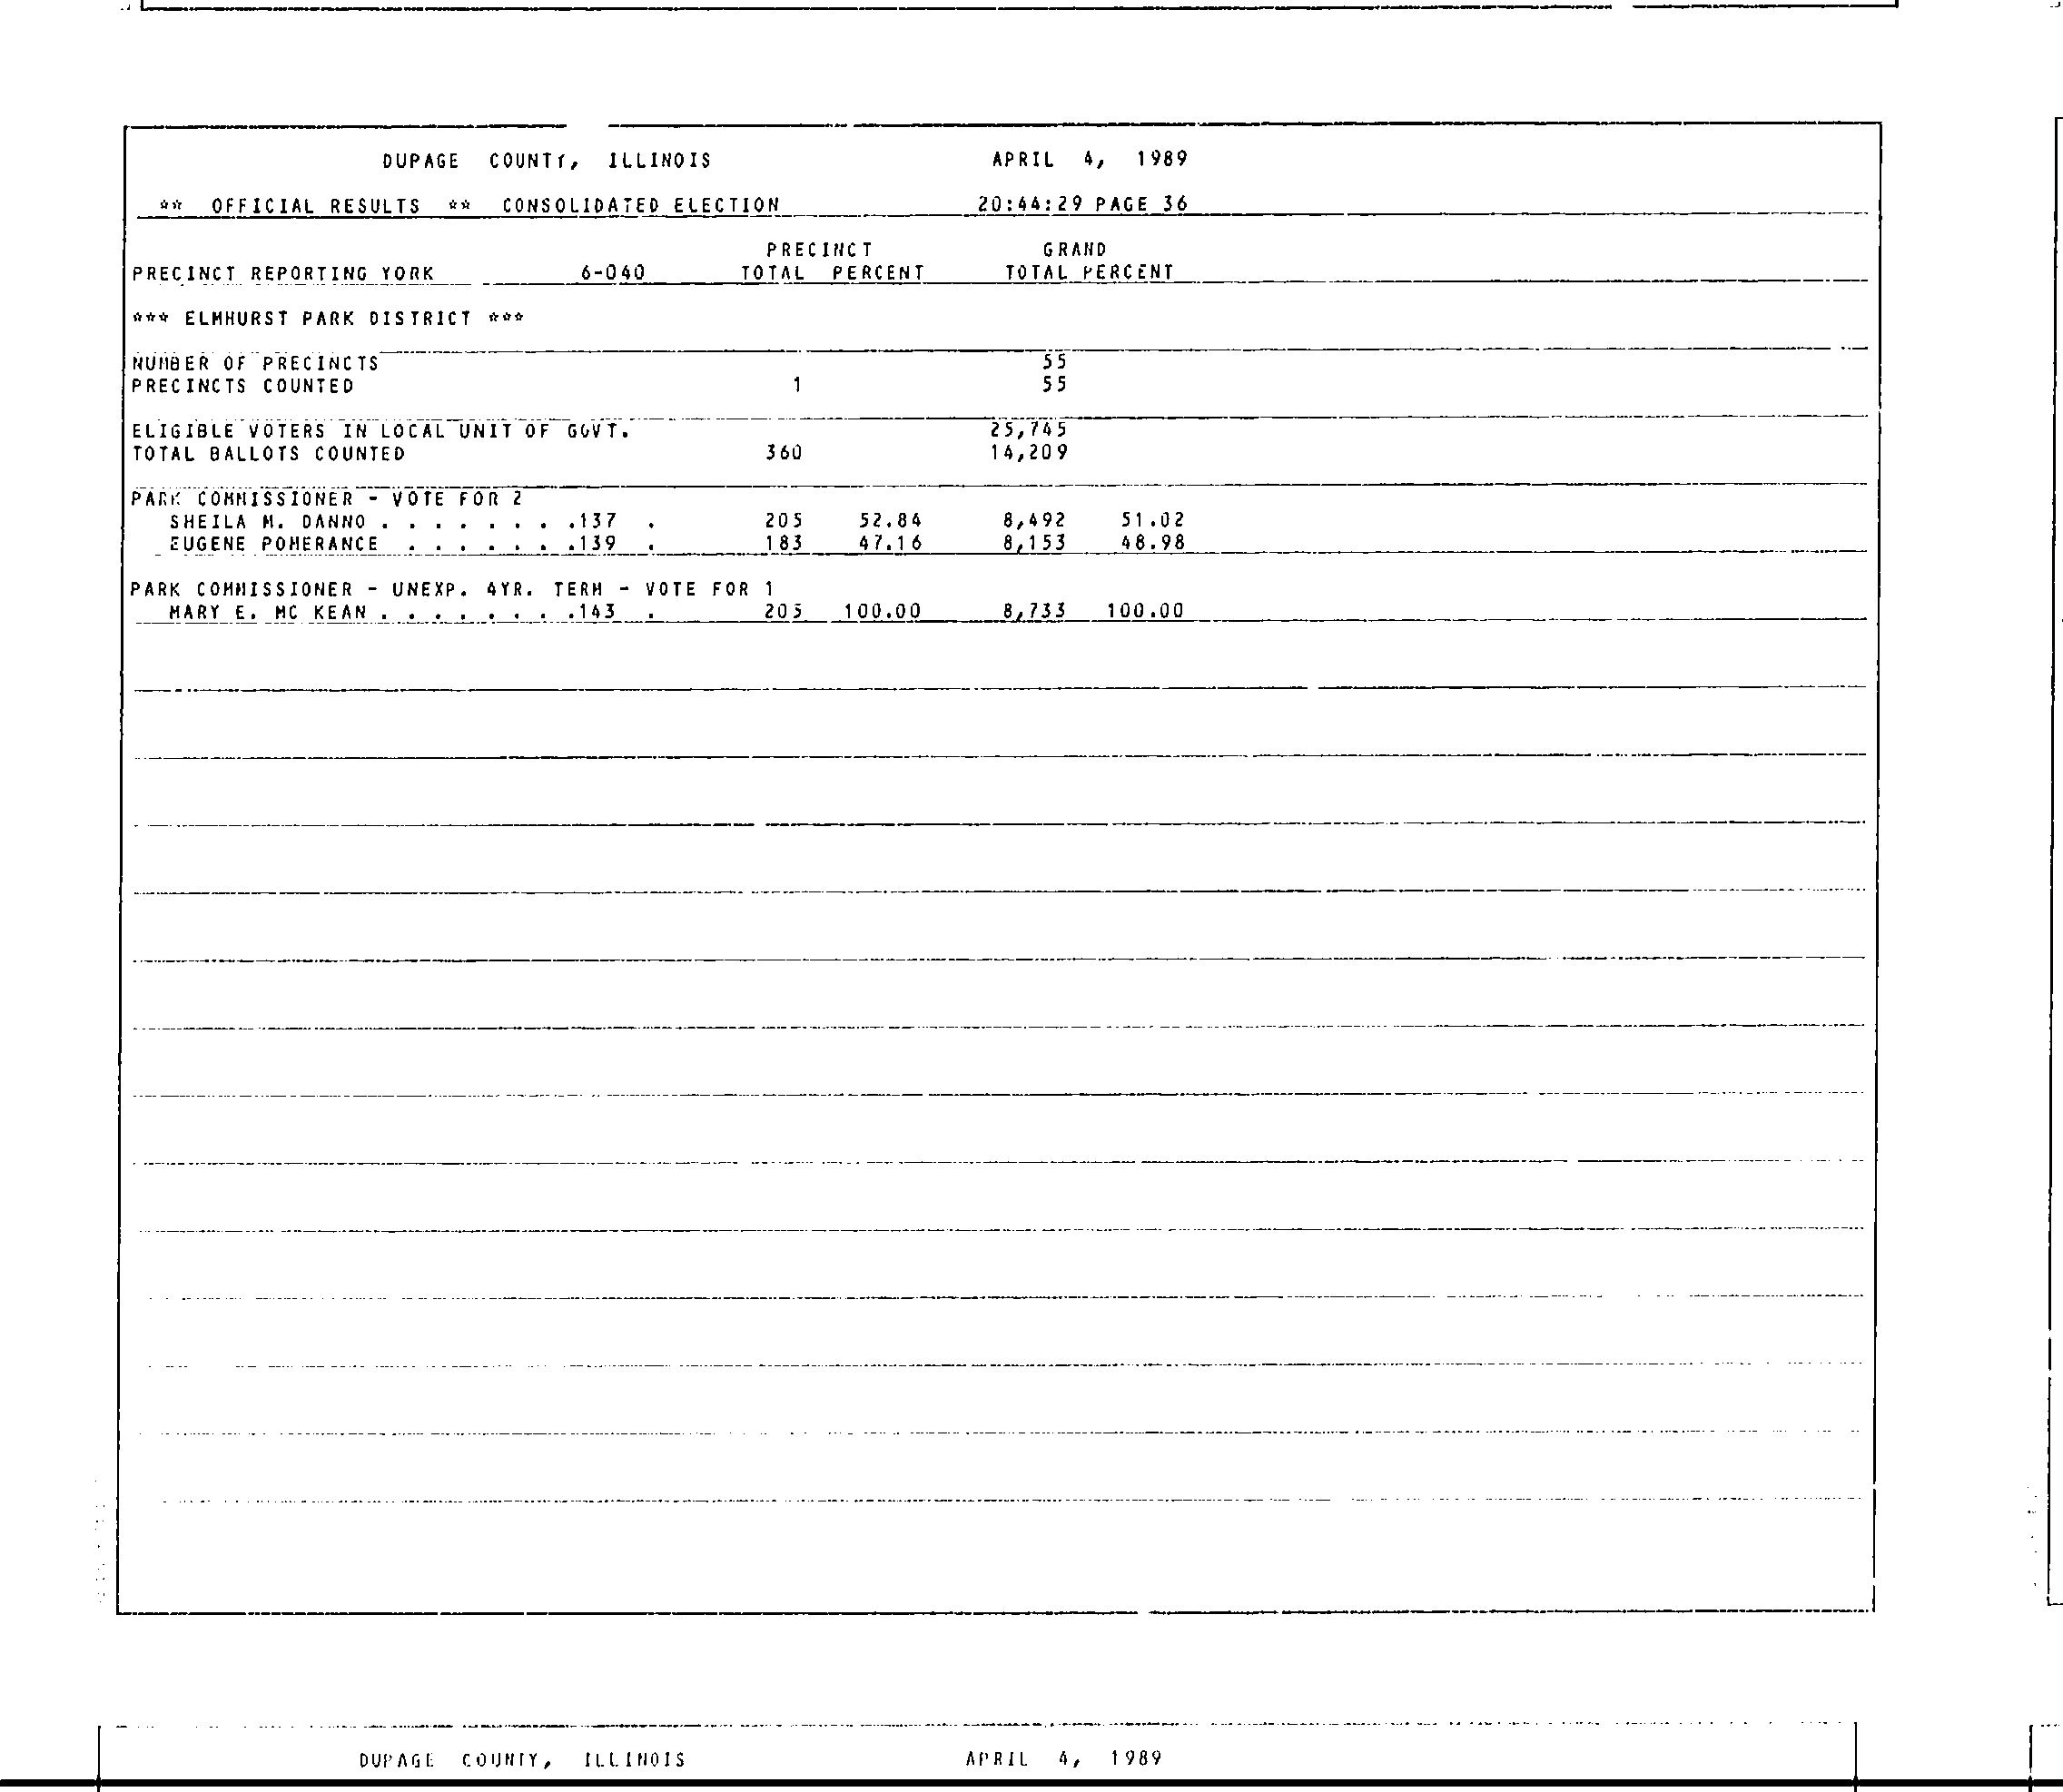 DUPAGE COUNTY, ILLINOIS APRIL 4, 1989
** OFFICIAL RESULTS ** CONSOLIDATED ELECTION 20:44:29 PAGE 36
PRECINCT GRAND
PRECINCT REPORTING YORK 6-040 TOTAL PERCENT TOTAL PERCENT
*** ELMHURST PARK DISTRICT ***
NUMBER OF PRECINCTS 55
PRECINCTS COUNTED 1 55
ELIGIBLE VOTERS IN LOCAL UNIT OF GOVT. 25,745
TOTAL BALLOTS COUNTED 360 14,209
PARK COMMISSIONER - VOTE FOR 2
SHEILA M. DANNO . . . . . . . .137 . 205 52.84 8,492 51.02
EUGENE POMERANCE . . . . . . .139 . 183 47.16 8,153 48.98
PARK COMMISSIONER - UNEXP. 4YR. TERM - VOTE FOR 1
MARY E. MC KEAN . . . . . . . .143 . 205 100.00 8,733 100.00
DUPAGE COUNTY, ILLINOIS APRIL 4, 1989